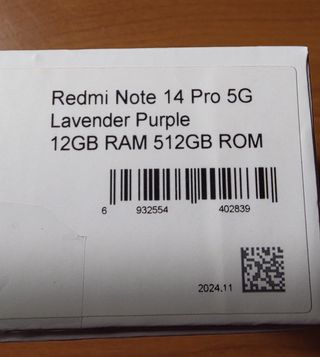 Redmi Note 14 Pro 5G
Lavender Purple
12GB RAM 512GB ROM
6 932554 402839
2024.11